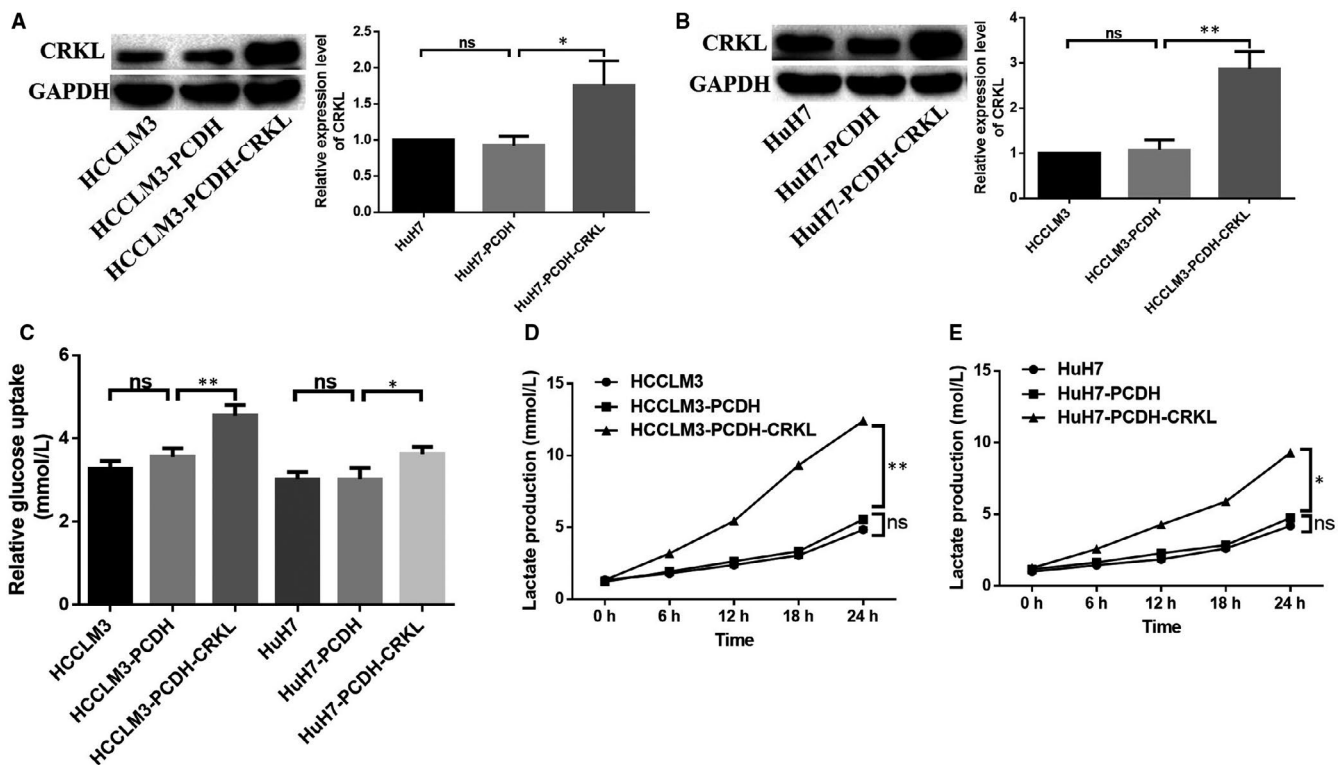 A
CRKL
GAPDH
HCCLM3
HCCLM3-PCDH
HCCLM3-PCDH-CRKL
Relative expression level
of CRKL
2.5
2.0
1.5
1.0
0.5
0.0
ns
*
HuH7
HuH7-PCDH
HuH7-PCDH-CRKL
B
CRKL
GAPDH
HuH7
HuH7-PCDH
HuH7-PCDH-CRKL
Relative expression level
of CRKL
4
3
2
1
0
ns
**
HCCLM3
HCCLM3-PCDH
HCCLM3-PCDH-CRKL
C
Relative glucose uptake
(mmol/L)
6
4
2
0
ns
**
ns
*
HCCLM3
HCCLM3-PCDH
HCCLM3-PCDH-CRKL
HuH7
HuH7-PCDH
HuH7-PCDH-CRKL
D
Lactate production (mmol/L)
15
10
5
0
HCCLM3
HCCLM3-PCDH
HCCLM3-PCDH-CRKL
**
ns
0 h 6 h 12 h 18 h 24 h
Time
E
Lactate production (mol/L)
15
10
5
0
HuH7
HuH7-PCDH
HuH7-PCDH-CRKL
*
ns
0 h 6 h 12 h 18 h 24 h
Time